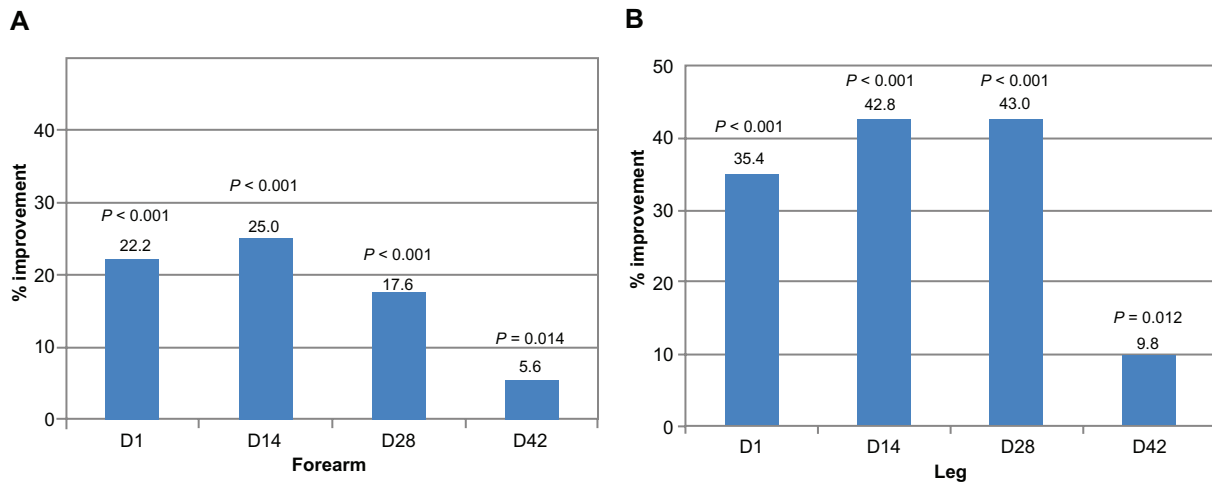 A
% improvement
40
30
20
10
0
P < 0.001
22.2
P < 0.001
25.0
P < 0.001
17.6
P = 0.014
5.6
D1 D14 D28 D42
Forearm
B
% improvement
50
40
30
20
10
0
P < 0.001
35.4
P < 0.001
42.8
P < 0.001
43.0
P = 0.012
9.8
D1 D14 D28 D42
Leg